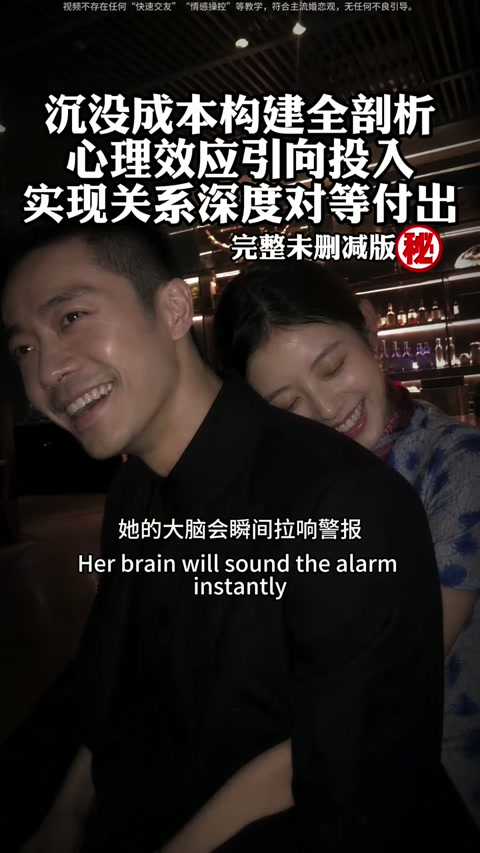 视频不存在任何“快速交友”“情感操控”等教学，符合主流婚恋观，无任何不良引导。
沉没成本构建全剖析
心理效应引向投入
实现关系深度对等付出
完整未删减版㊙
她的大脑会瞬间拉响警报
Her brain will sound the alarm
instantly